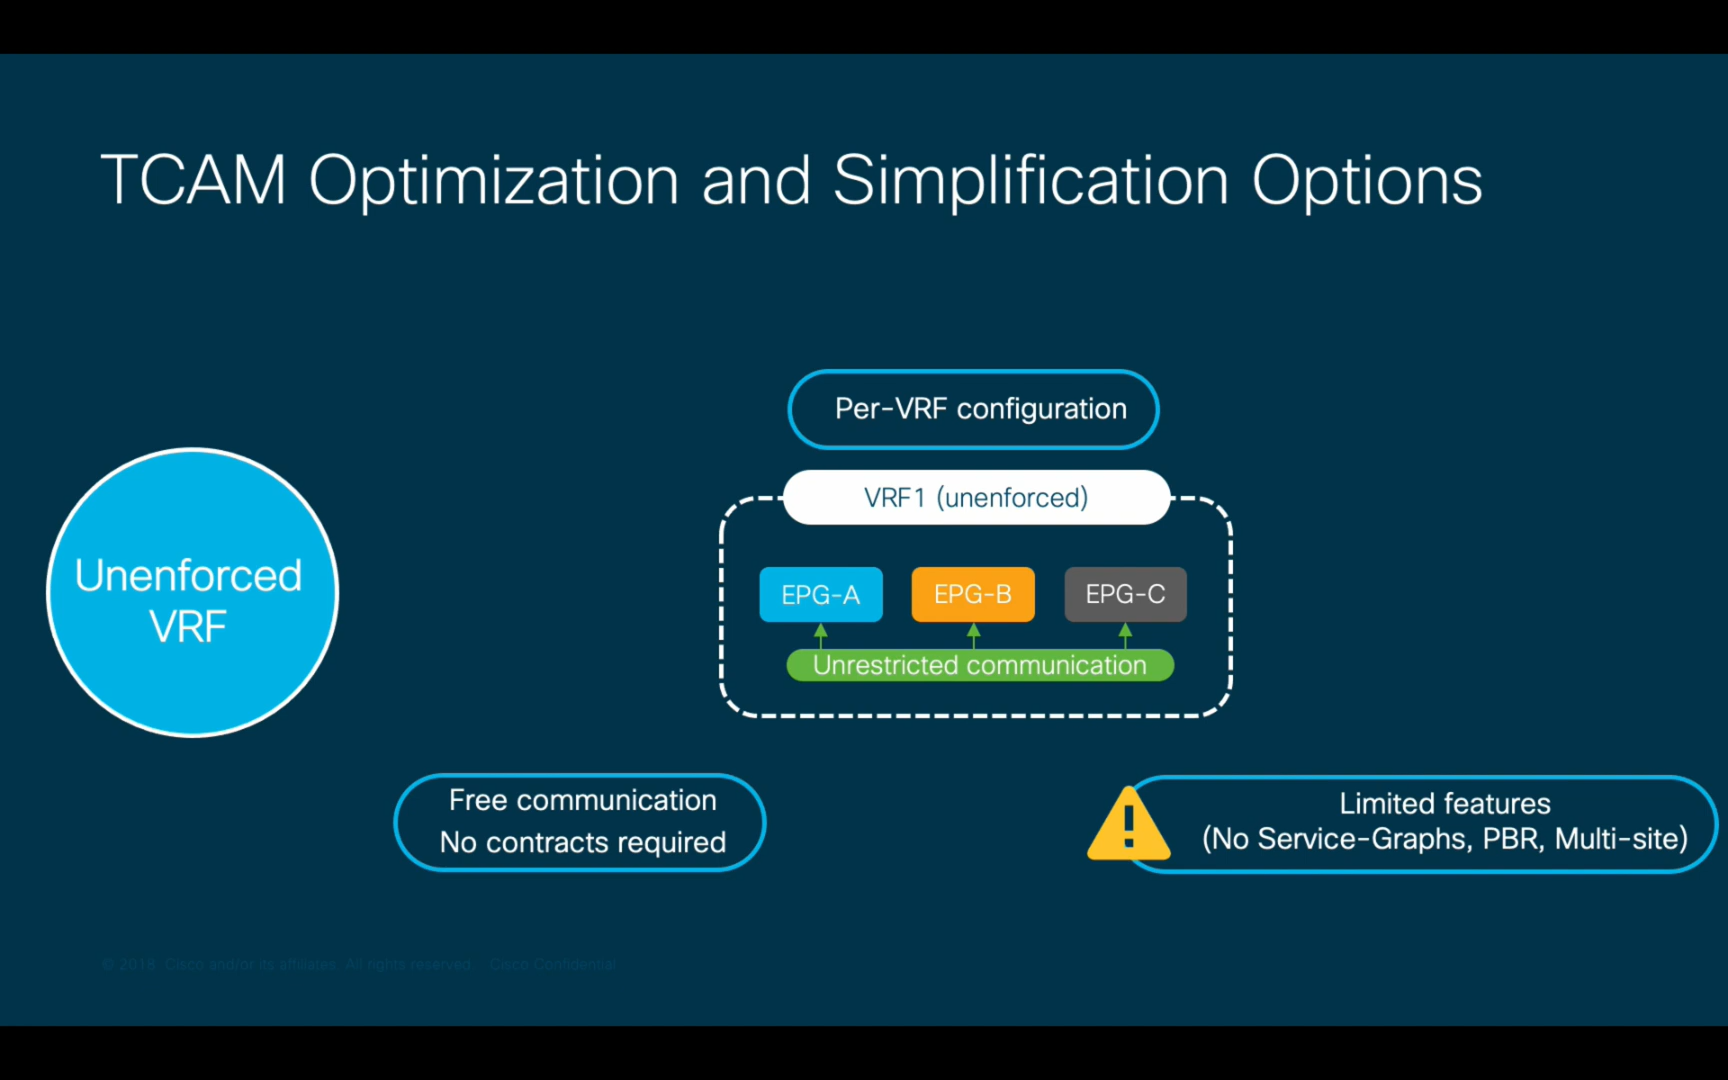 TCAM Optimization and Simplification Options
Per-VRF configuration
VRF1 (unenforced)
Unenforced
VRF
EPG-A EPG-B EPG-C
Unrestricted communication
Free communication
No contracts required
Limited features
(No Service-Graphs, PBR, Multi-site)
© 2018 Cisco and/or its affiliates. All rights reserved. Cisco Confidential